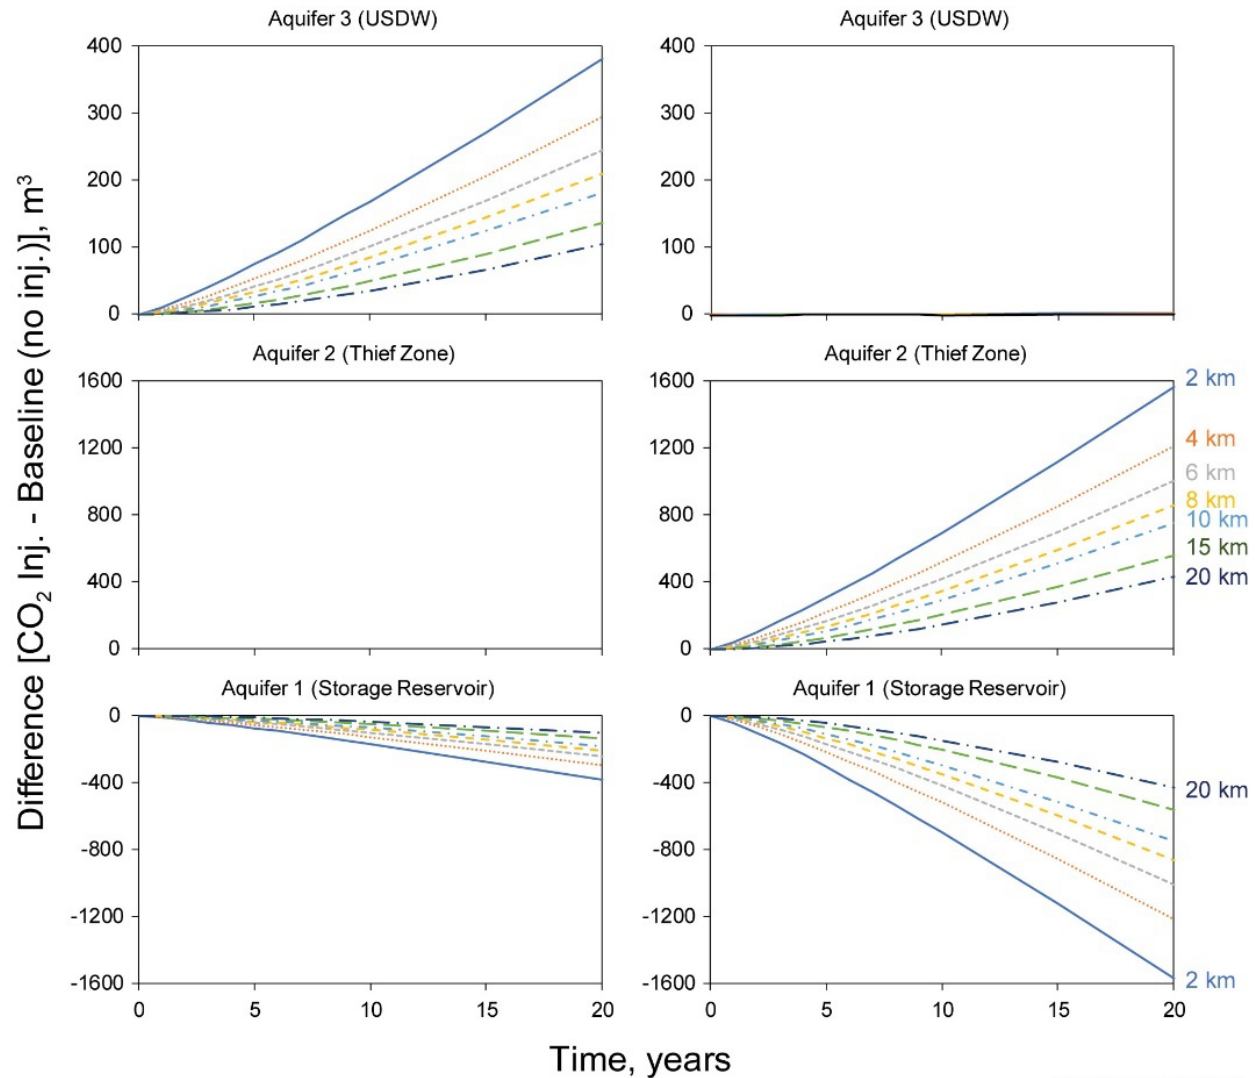 Aquifer 3 (USDW)
Aquifer 3 (USDW)
400
300
200
100
0
400
300
200
100
0
Difference [CO₂ Inj. - Baseline (no inj.)], m³
Aquifer 2 (Thief Zone)
Aquifer 2 (Thief Zone)
1600
1200
800
400
0
1600
1200
800
400
0
2 km
4 km
6 km
8 km
10 km
15 km
20 km
Aquifer 1 (Storage Reservoir)
Aquifer 1 (Storage Reservoir)
0
-400
-800
-1200
-1600
0
-400
-800
-1200
-1600
20 km
2 km
0 5 10 15 20
0 5 10 15 20
Time, years